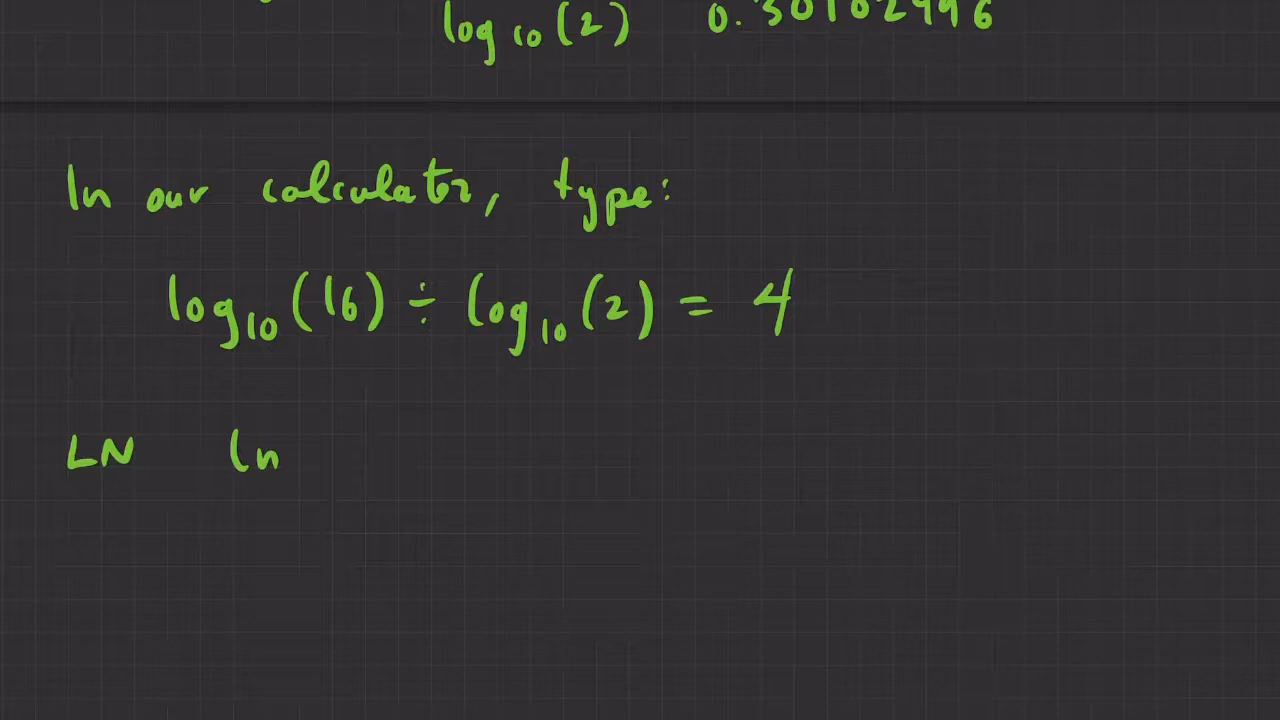 log₁₀(2) 0.30102996
In our calculator, type:
log₁₀(16) ÷ log₁₀(2) = 4
LN ln